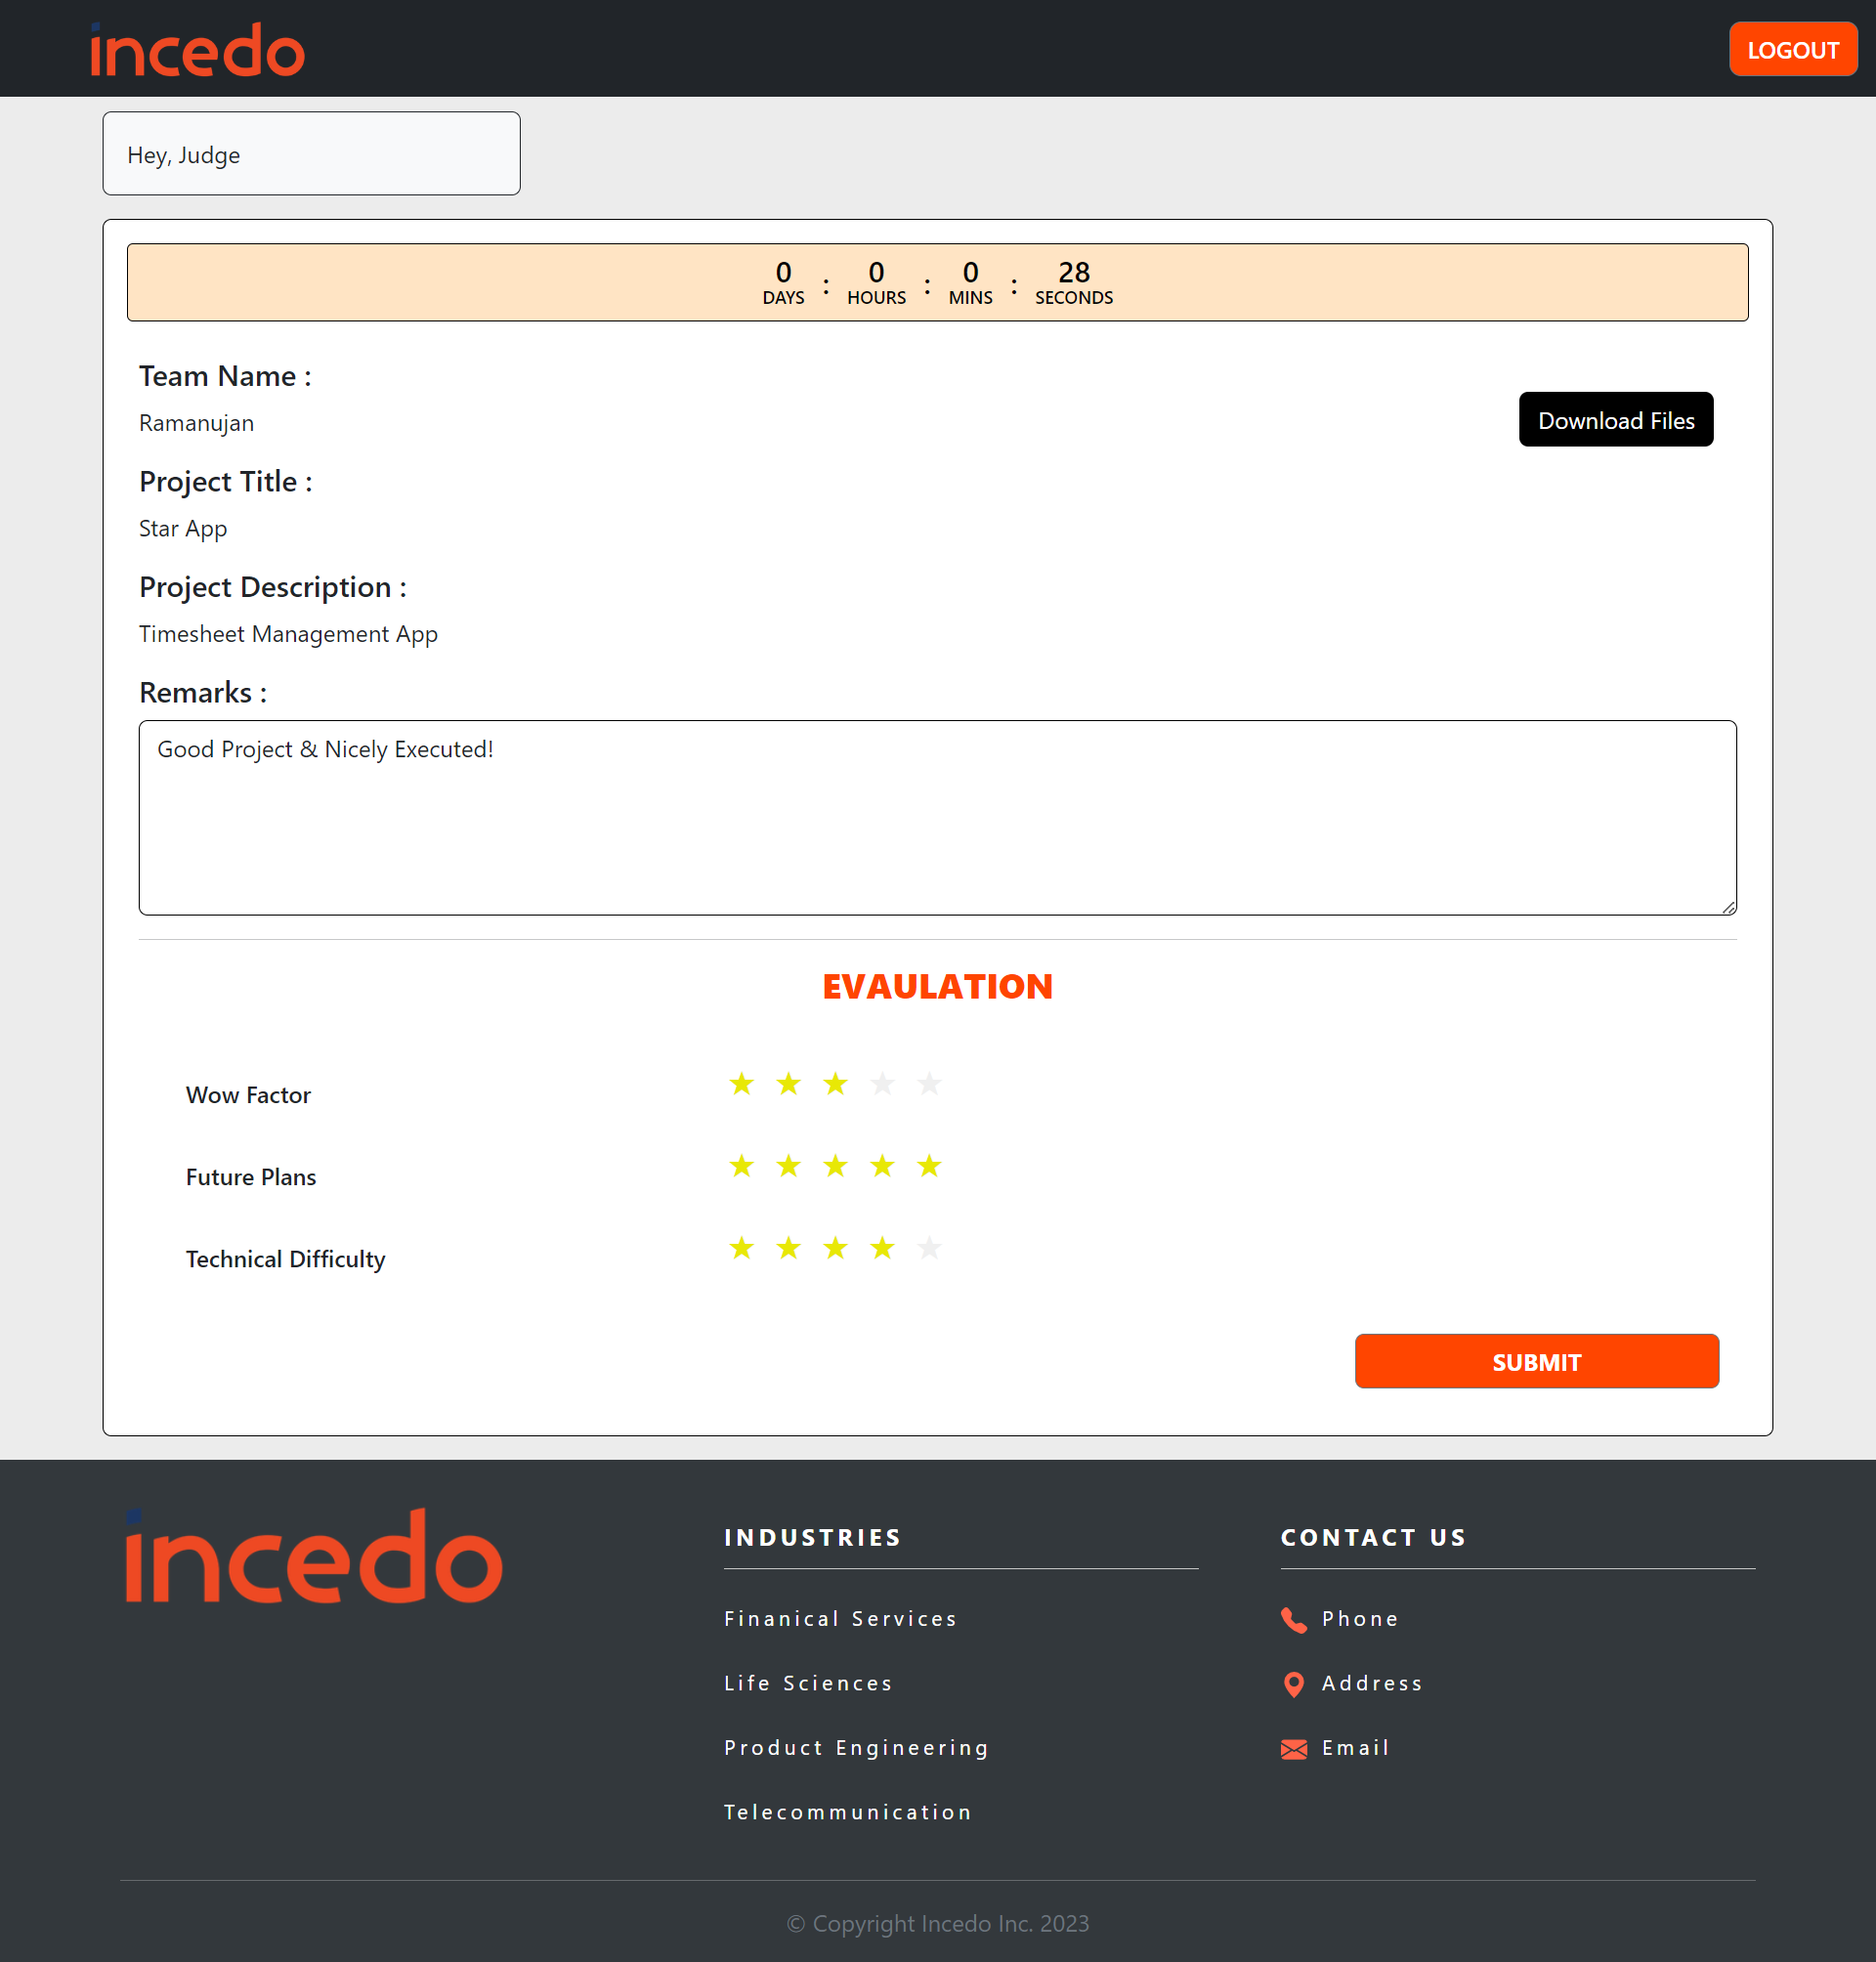 incedo
LOGOUT
Hey, Judge
0 : 0 : 0 : 28
DAYS HOURS MINS SECONDS
Team Name :
Ramanujan
Download Files
Project Title :
Star App
Project Description :
Timesheet Management App
Remarks :
Good Project & Nicely Executed!
EVAULATION
Wow Factor
Future Plans
Technical Difficulty
SUBMIT
incedo
INDUSTRIES
Finanical Services
Life Sciences
Product Engineering
Telecommunication
CONTACT US
Phone
Address
Email
© Copyright Incedo Inc. 2023